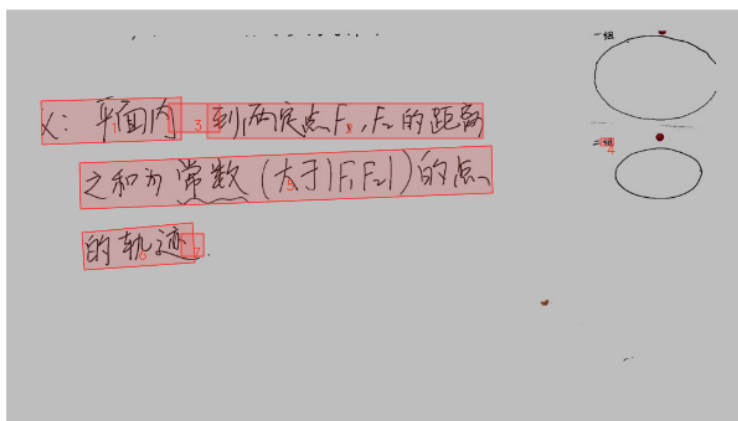 义：平面内到两定点F₁,F₂的距离
之和为常数(大于|F₁F₂|)的点
的轨迹.
一组
二组